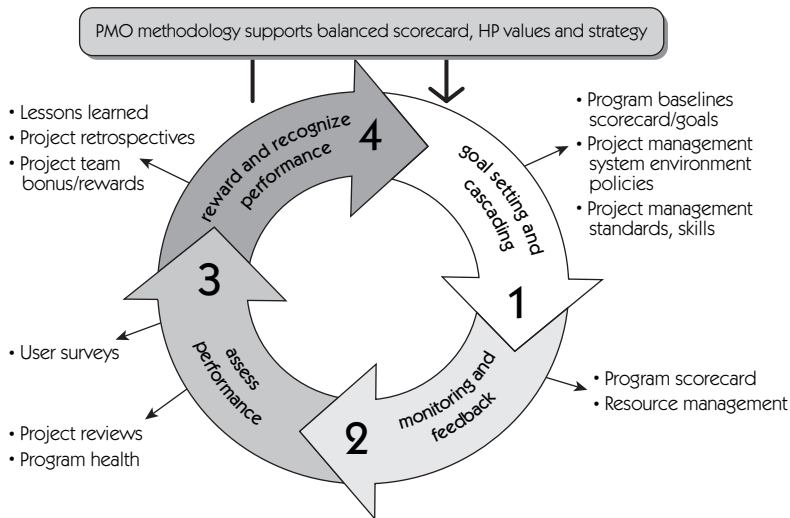 PMO methodology supports balanced scorecard, HP values and strategy
• Lessons learned
• Project retrospectives
• Project team
bonus/rewards
reward and recognize
performance
4
goal setting and
cascading
1
• Program baselines
scorecard/goals
• Project management
system environment
policies
• Project management
standards, skills
3
assess
performance
• User surveys
• Project reviews
• Program health
2
monitoring and
feedback
• Program scorecard
• Resource management